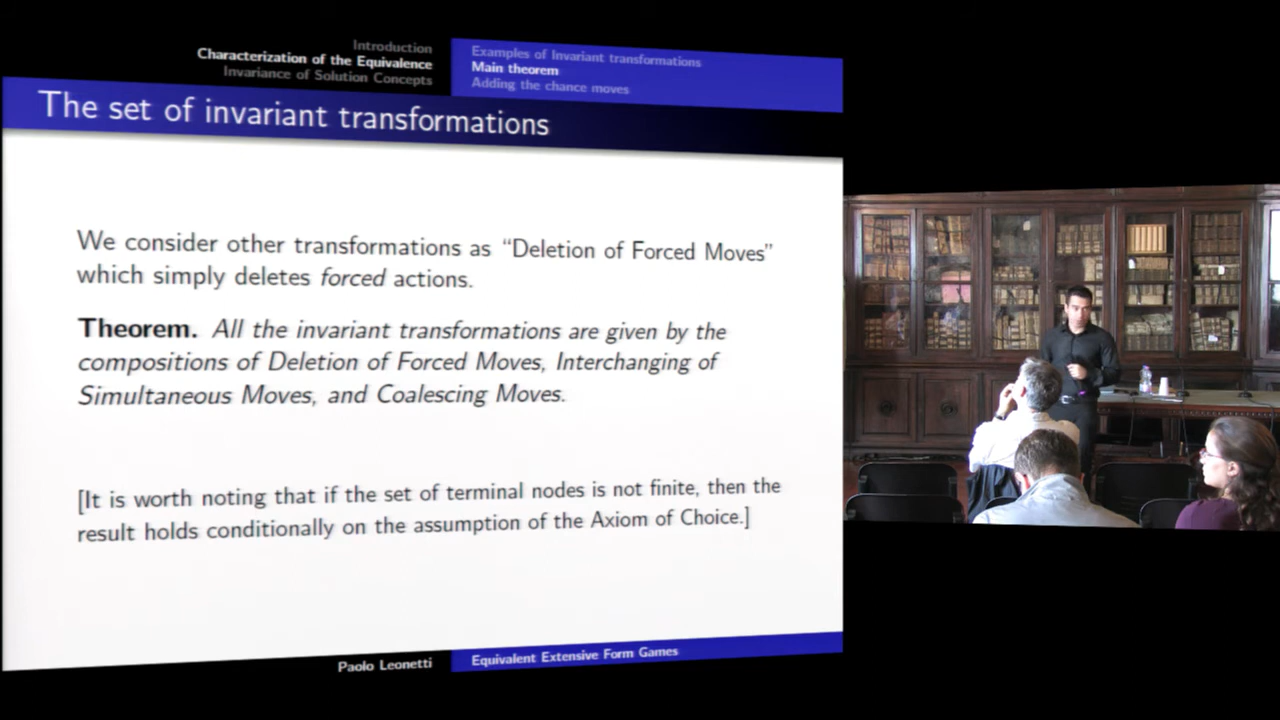 Introduction
Characterization of the Equivalence
Invariance of Solution Concepts
Examples of Invariant transformations
Main theorem
Adding the chance moves
The set of invariant transformations
We consider other transformations as “Deletion of Forced Moves”
which simply deletes forced actions.
Theorem. All the invariant transformations are given by the
compositions of Deletion of Forced Moves, Interchanging of
Simultaneous Moves, and Coalescing Moves.
[It is worth noting that if the set of terminal nodes is not finite, then the
result holds conditionally on the assumption of the Axiom of Choice.]
Paolo Leonetti
Equivalent Extensive Form Games